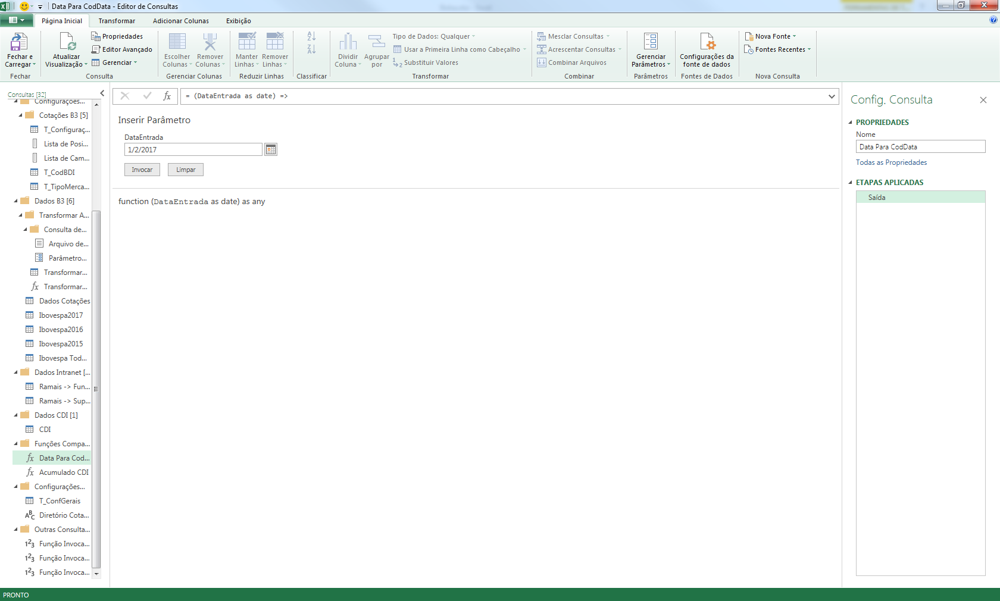 Data Para CodData - Editor de Consultas
Página Inicial
Transformar
Adicionar Colunas
Exibição
Fechar e
Carregar
Fechar
Atualizar
Visualização
Propriedades
Editor Avançado
Gerenciar
Consulta
Escolher
Colunas
Remover
Colunas
Gerenciar Colunas
Manter
Linhas
Remover
Linhas
Reduzir Linhas
Classificar
Dividir
Coluna
Agrupar
por
Tipo de Dados: Qualquer
Usar a Primeira Linha como Cabeçalho
Substituir Valores
Transformar
Mesclar Consultas
Acrescentar Consultas
Combinar Arquivos
Combinar
Gerenciar
Parâmetros
Parâmetros
Configurações da
fonte de dados
Fontes de Dados
Nova Fonte
Fontes Recentes
Nova Consulta
Consultas [32]
Configurações...
Cotações B3 [5]
T_Configuraç...
Lista de Posi...
Lista de Cam...
T_CodBDI
T_TipoMerca...
Dados B3 [6]
Transformar A...
Consulta de...
Arquivo de...
Parâmetro...
Transformar...
Transformar...
Dados Cotações
Ibovespa2017
Ibovespa2016
Ibovespa2015
Ibovespa Tod...
Dados Intranet [...
Ramais -> Fun...
Ramais -> Sup...
Dados CDI [1]
CDI
Funções Compa...
Data Para Cod...
Acumulado CDI
Configurações...
T_ConfGerais
Diretório Cota...
Outras Consulta...
Função Invoca...
Função Invoca...
Função Invoca...
fx = (DataEntrada as date) =>
Inserir Parâmetro
DataEntrada
1/2/2017
Invocar
Limpar
function (DataEntrada as date) as any
Config. Consulta
PROPRIEDADES
Nome
Data Para CodData
Todas as Propriedades
ETAPAS APLICADAS
Saída
PRONTO